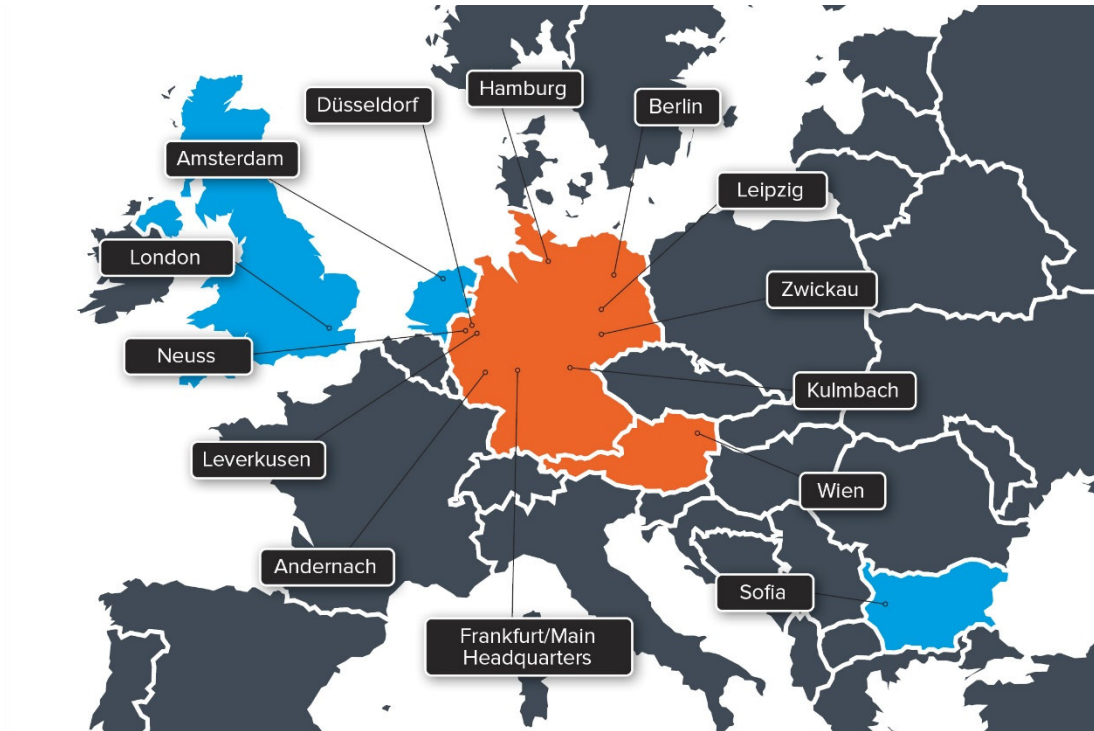 Hamburg
Düsseldorf
Berlin
Amsterdam
Leipzig
London
Zwickau
Neuss
Kulmbach
Leverkusen
Wien
Andernach
Sofia
Frankfurt/Main
Headquarters